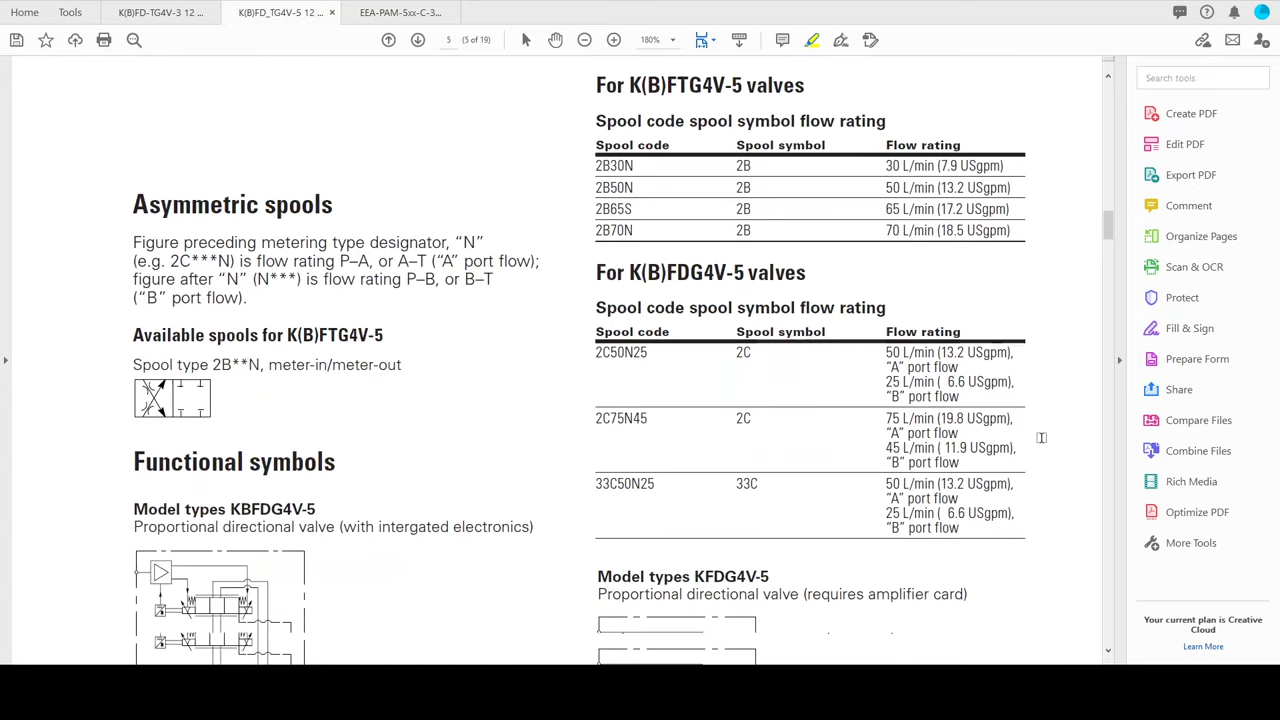 Home
Tools
K(B)FD-TG4V-3 12 ...
K(B)FD_TG4V-5 12 ...
×
EEA-PAM-5xx-C-3...
5
(5 of 19)
180%
Asymmetric spools
Figure preceding metering type designator, “N”
(e.g. 2C***N) is flow rating P–A, or A–T (“A” port flow);
figure after “N” (N***) is flow rating P–B, or B–T
(“B” port flow).
Available spools for K(B)FTG4V-5
Spool type 2B**N, meter-in/meter-out
Functional symbols
Model types KBFDG4V-5
Proportional directional valve (with intergated electronics)
For K(B)FTG4V-5 valves
Spool code spool symbol flow rating
Spool code Spool symbol Flow rating
2B30N 2B 30 L/min (7.9 USgpm)
2B50N 2B 50 L/min (13.2 USgpm)
2B65S 2B 65 L/min (17.2 USgpm)
2B70N 2B 70 L/min (18.5 USgpm)
For K(B)FDG4V-5 valves
Spool code spool symbol flow rating
Spool code Spool symbol Flow rating
2C50N25 2C 50 L/min (13.2 USgpm),
“A” port flow
25 L/min ( 6.6 USgpm),
“B” port flow
2C75N45 2C 75 L/min (19.8 USgpm),
“A” port flow
45 L/min ( 11.9 USgpm),
“B” port flow
33C50N25 33C 50 L/min (13.2 USgpm),
“A” port flow
25 L/min ( 6.6 USgpm),
“B” port flow
Model types KFDG4V-5
Proportional directional valve (requires amplifier card)
Search tools
Create PDF
Edit PDF
Export PDF
Comment
Organize Pages
Scan & OCR
Protect
Fill & Sign
Prepare Form
Share
Compare Files
Combine Files
Rich Media
Optimize PDF
More Tools
Your current plan is Creative
Cloud
Learn More